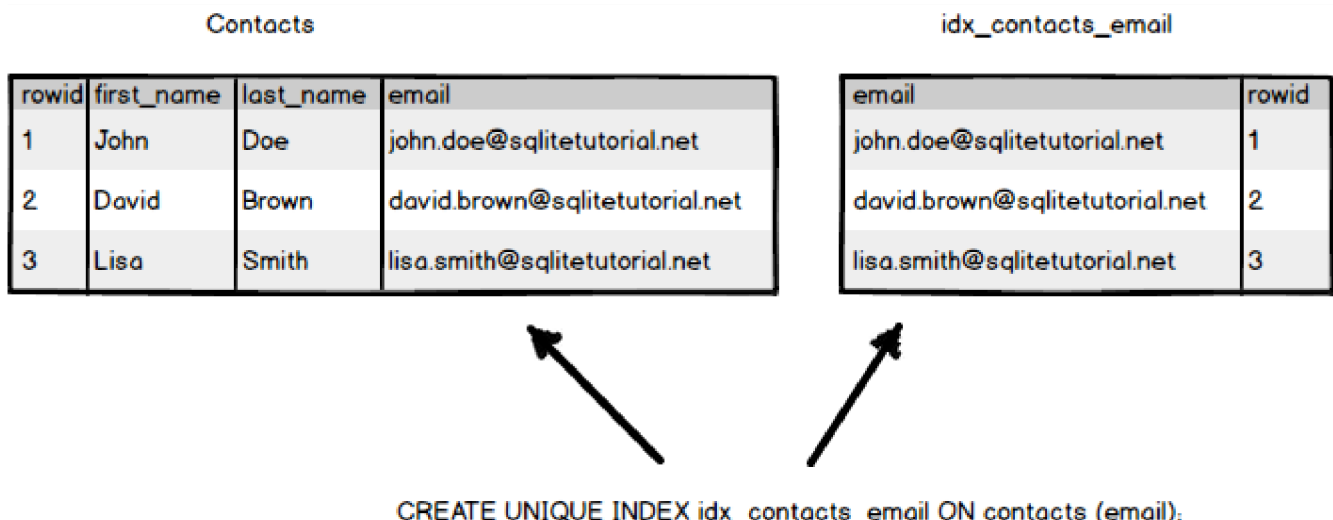 Contacts idx_contacts_email
rowid first_name last_name email email rowid
1 John Doe john.doe@sqlitetutorial.net john.doe@sqlitetutorial.net 1
2 David Brown david.brown@sqlitetutorial.net david.brown@sqlitetutorial.net 2
3 Lisa Smith lisa.smith@sqlitetutorial.net lisa.smith@sqlitetutorial.net 3
CREATE UNIQUE INDEX idx_contacts_email ON contacts (email);